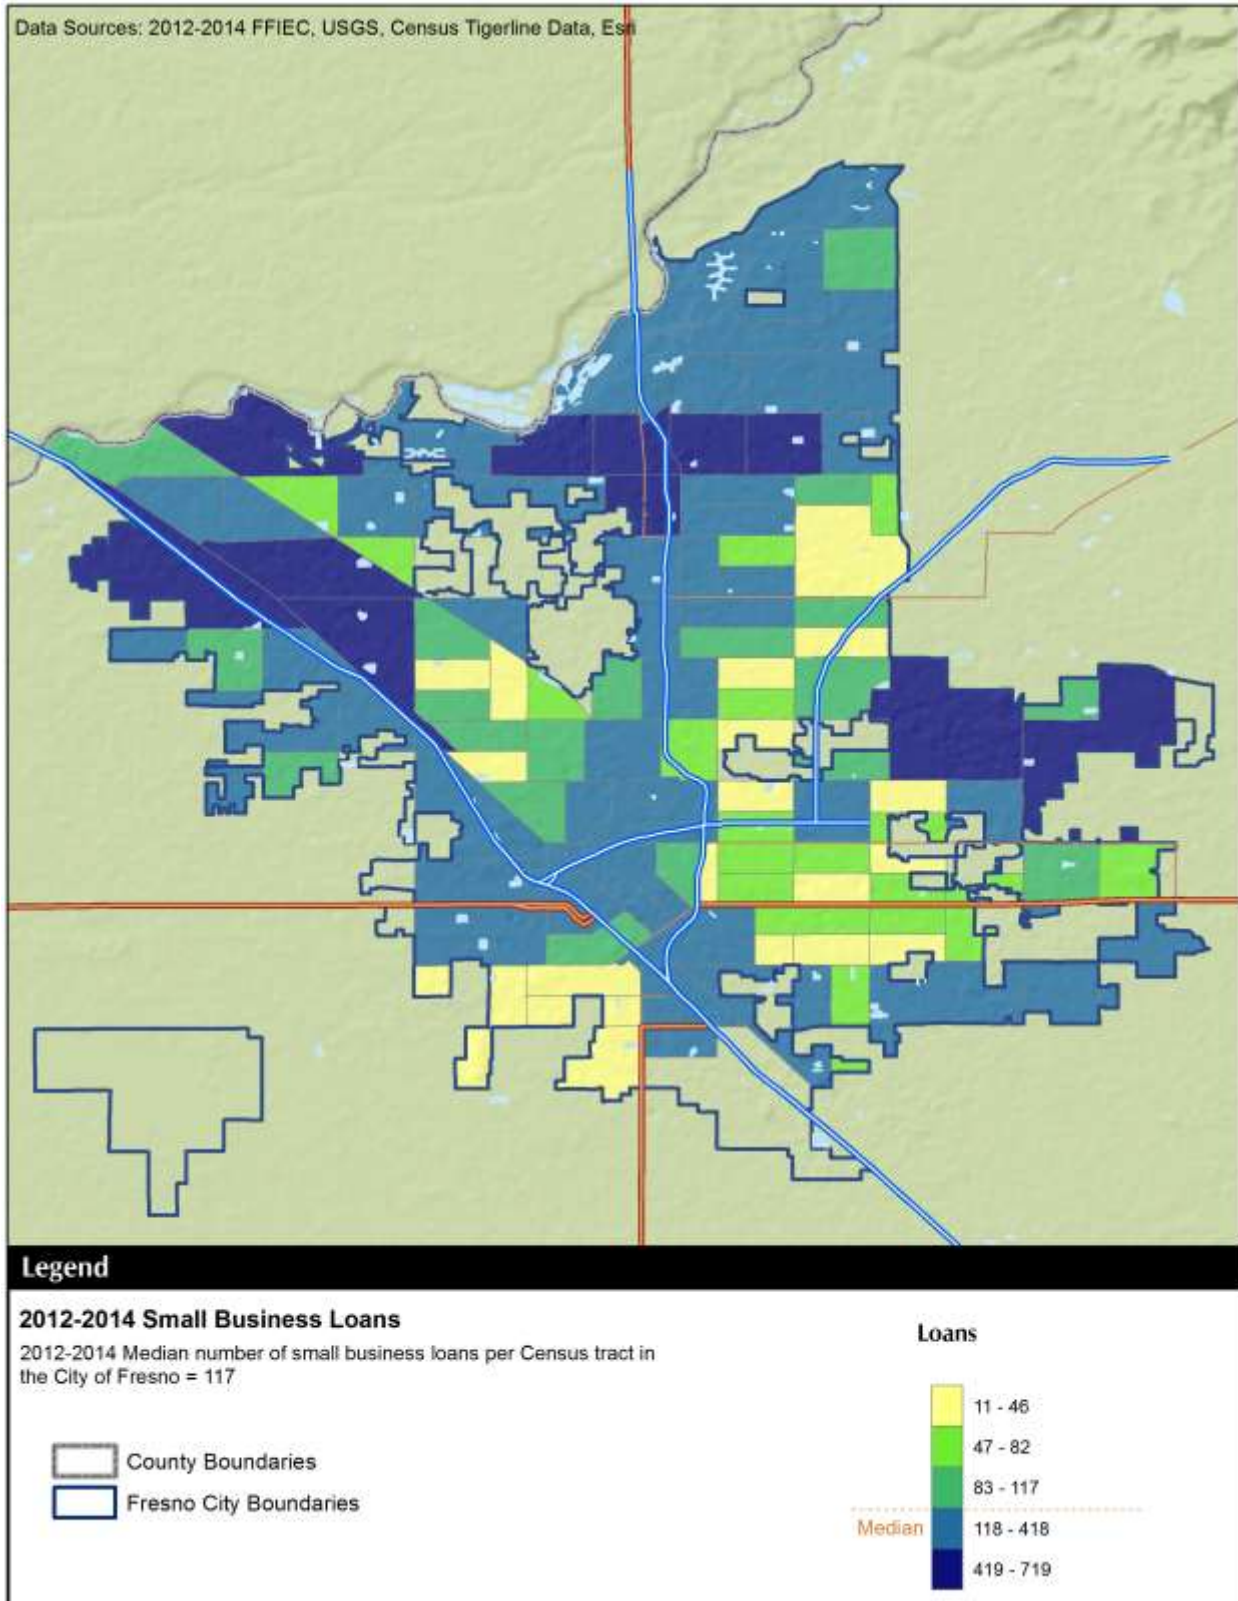 Data Sources: 2012-2014 FFIEC, USGS, Census Tigerline Data, Esri
Legend
2012-2014 Small Business Loans
2012-2014 Median number of small business loans per Census tract in
the City of Fresno = 117
County Boundaries
Fresno City Boundaries
Loans
11 - 46
47 - 82
83 - 117
Median
118 - 418
419 - 719